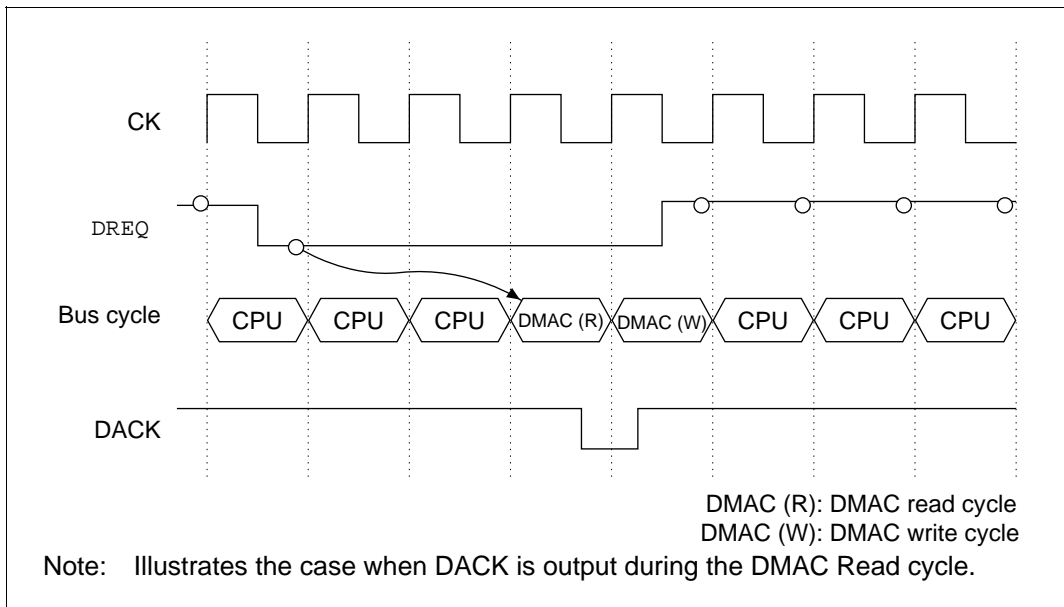 CK
DREQ
Bus cycle CPU CPU CPU DMAC (R) DMAC (W) CPU CPU CPU
DACK
DMAC (R): DMAC read cycle
DMAC (W): DMAC write cycle
Note: Illustrates the case when DACK is output during the DMAC Read cycle.